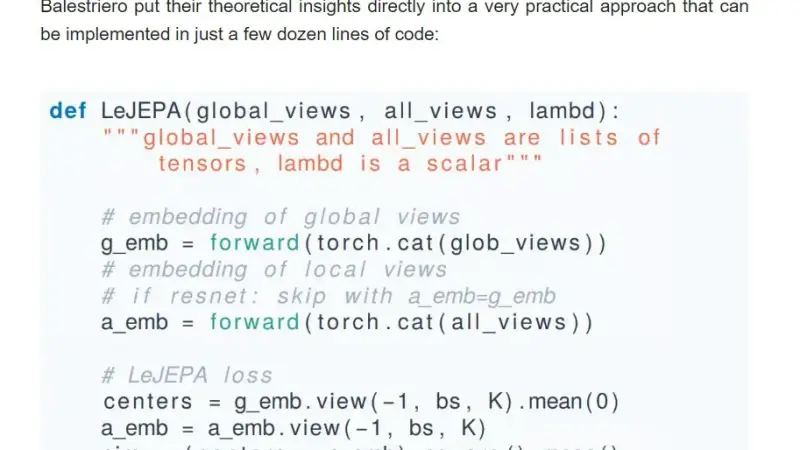 Balestriero put their theoretical insights directly into a very practical approach that can
be implemented in just a few dozen lines of code:
def LeJEPA(global_views, all_views, lambd):
"""global_views and all_views are lists of
tensors, lambd is a scalar"""
# embedding of global views
g_emb = forward(torch.cat(glob_views))
# embedding of local views
# if resnet: skip with a_emb=g_emb
a_emb = forward(torch.cat(all_views))
# LeJEPA loss
centers = g_emb.view(-1, bs, K).mean(0)
a_emb = a_emb.view(-1, bs, K)